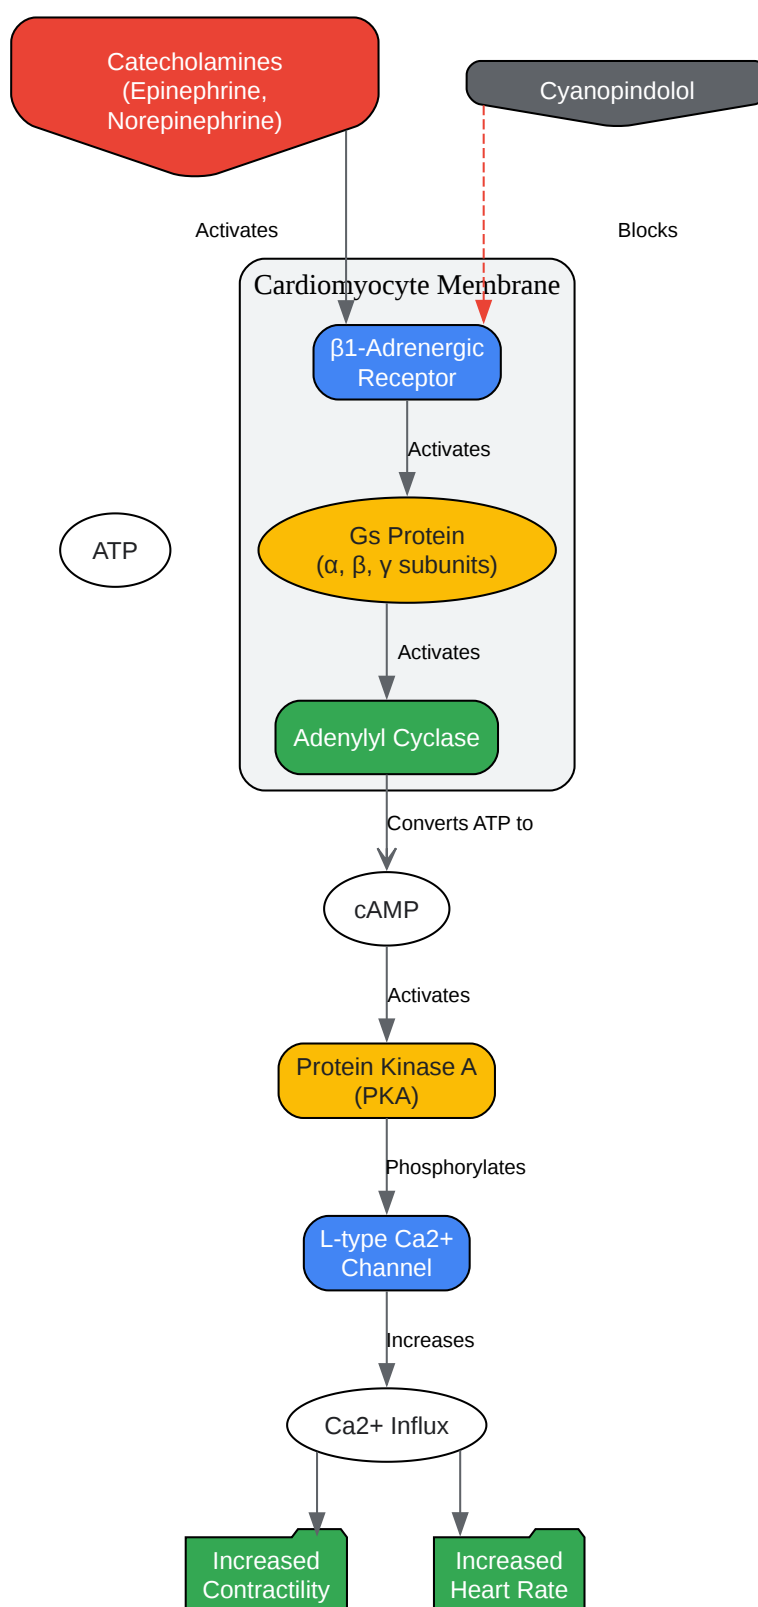 Catecholamines
(Epinephrine,
Norepinephrine)
Cyanopindolol
Activates
Blocks
Cardiomyocyte Membrane
β1-Adrenergic
Receptor
Activates
ATP
Gs Protein
(α, β, γ subunits)
Activates
Adenylyl Cyclase
Converts ATP to
cAMP
Activates
Protein Kinase A
(PKA)
Phosphorylates
L-type Ca2+
Channel
Increases
Ca2+ Influx
Increased
Contractility
Increased
Heart Rate